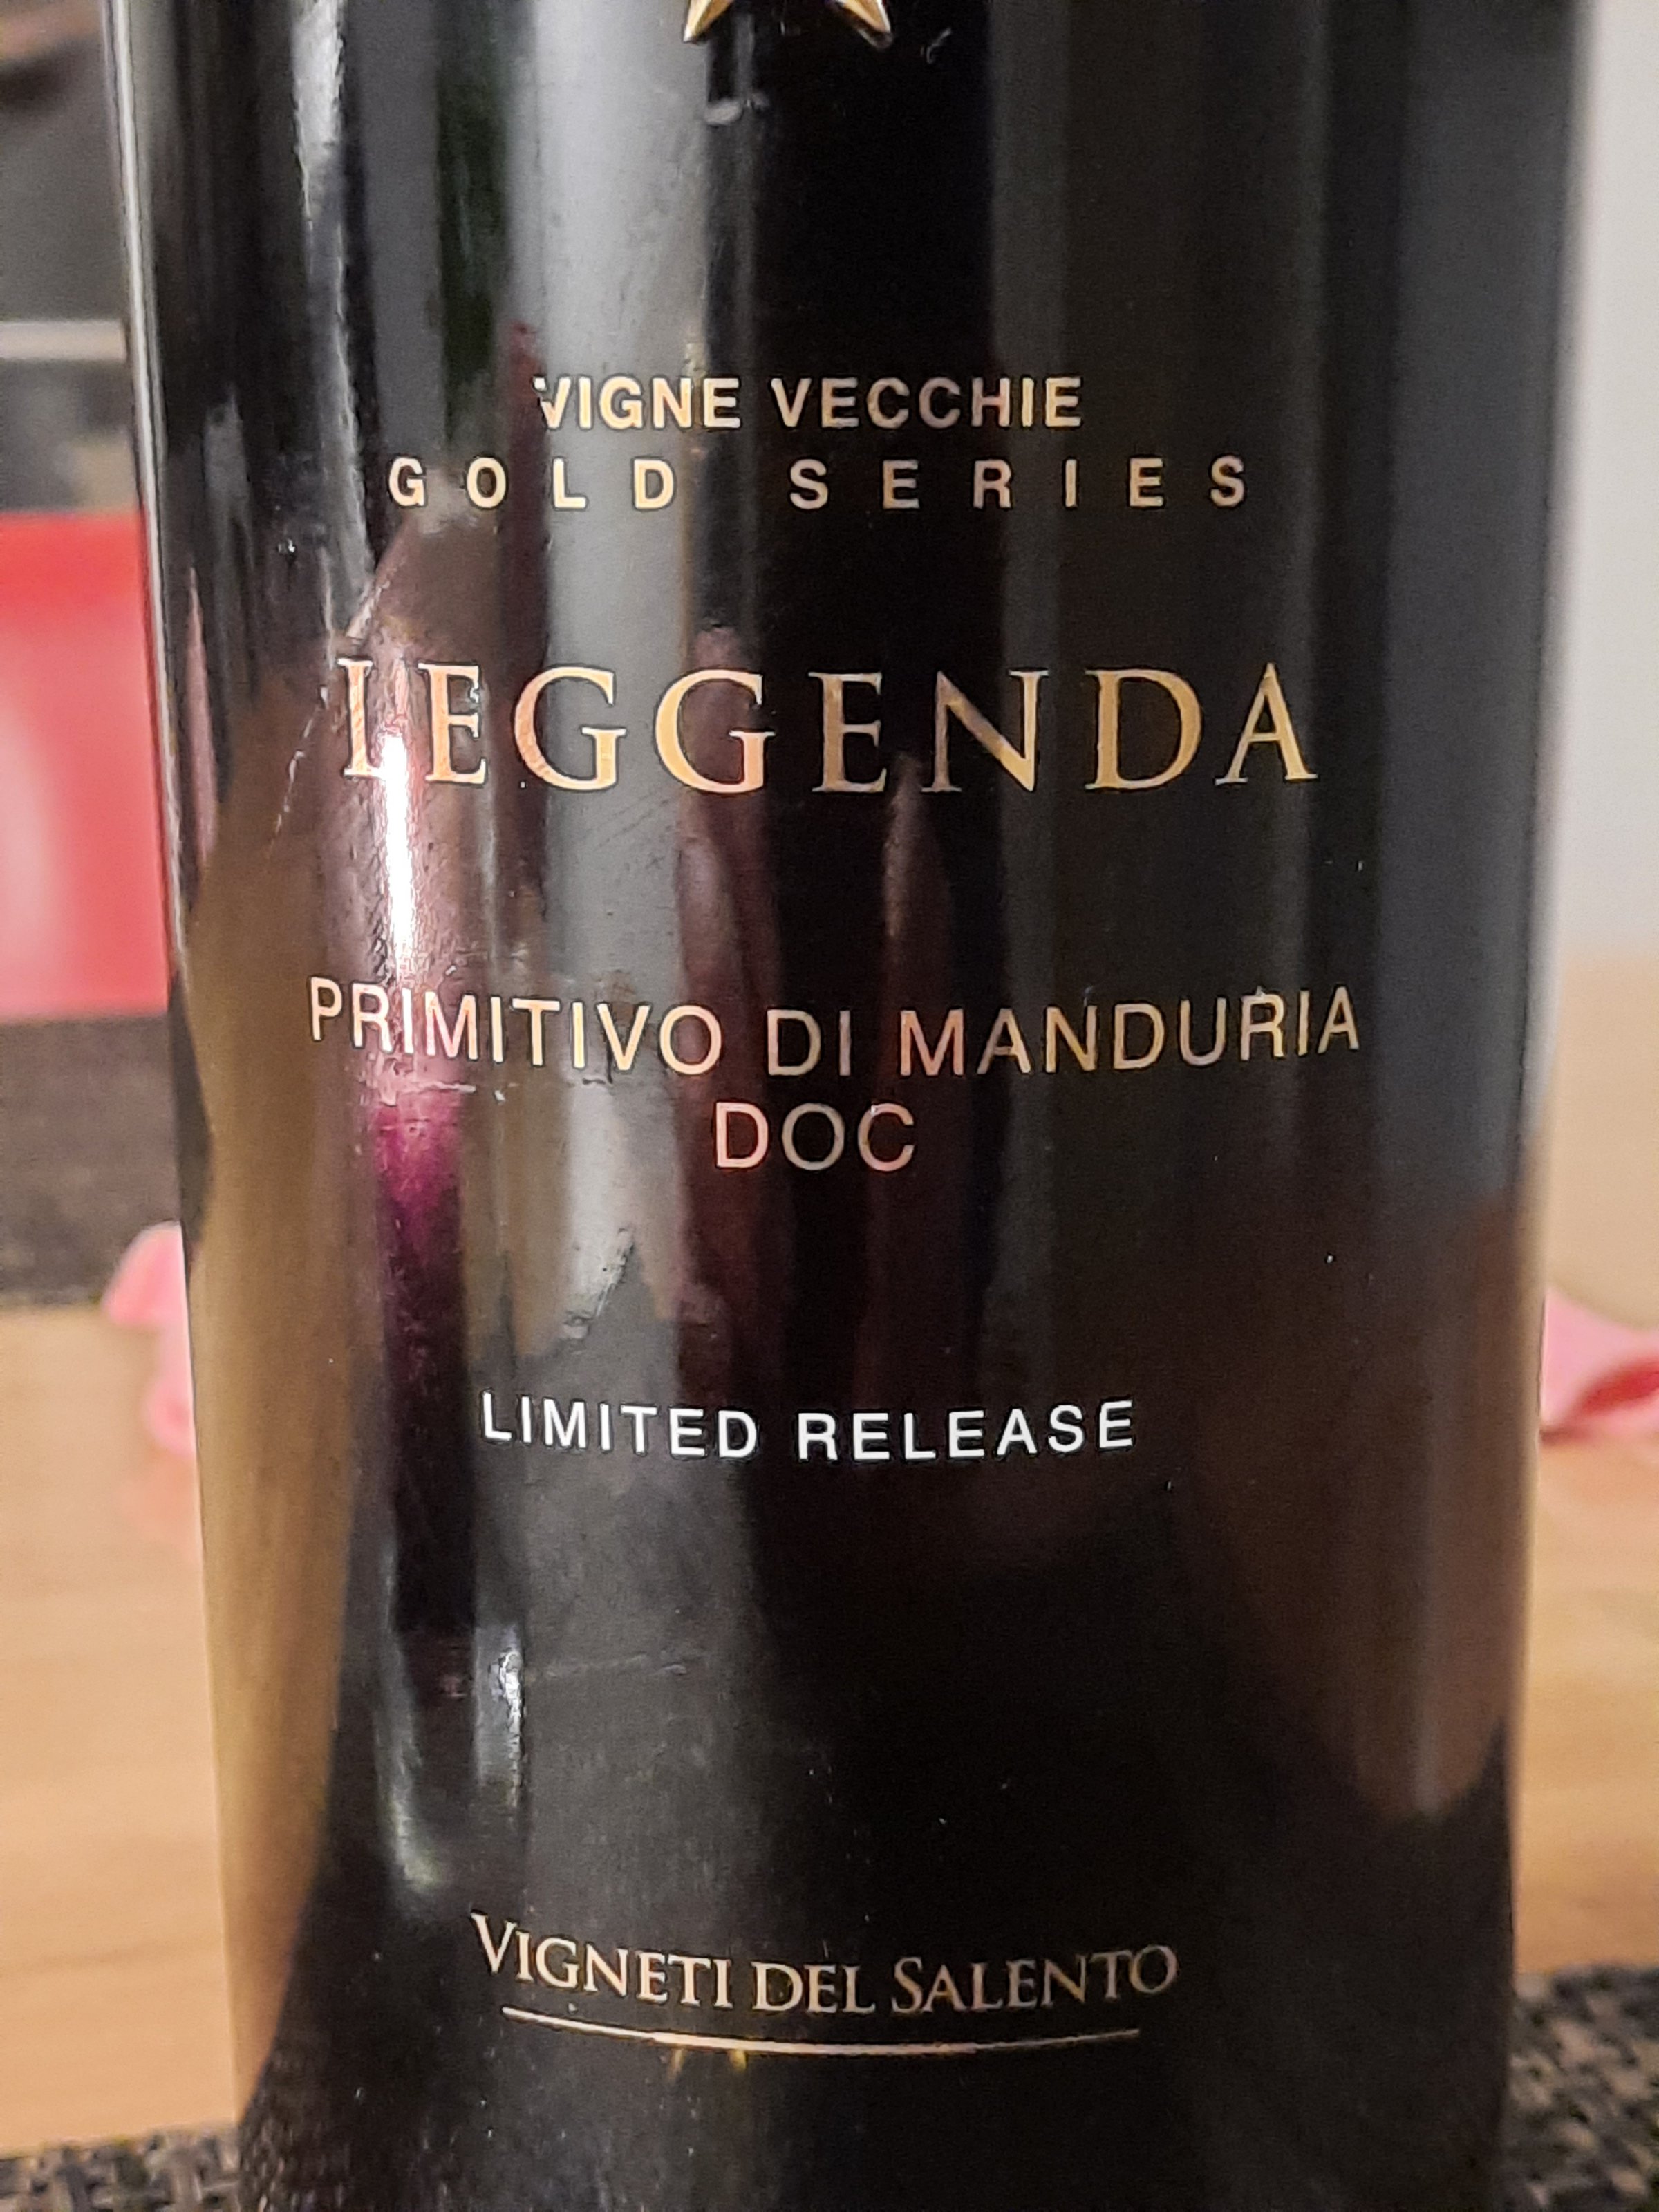 VIGNE VECCHIE
GOLD SERIES
LEGGENDA
PRIMITIVO DI MANDURIA
DOC
LIMITED RELEASE
VIGNETI DEL SALENTO